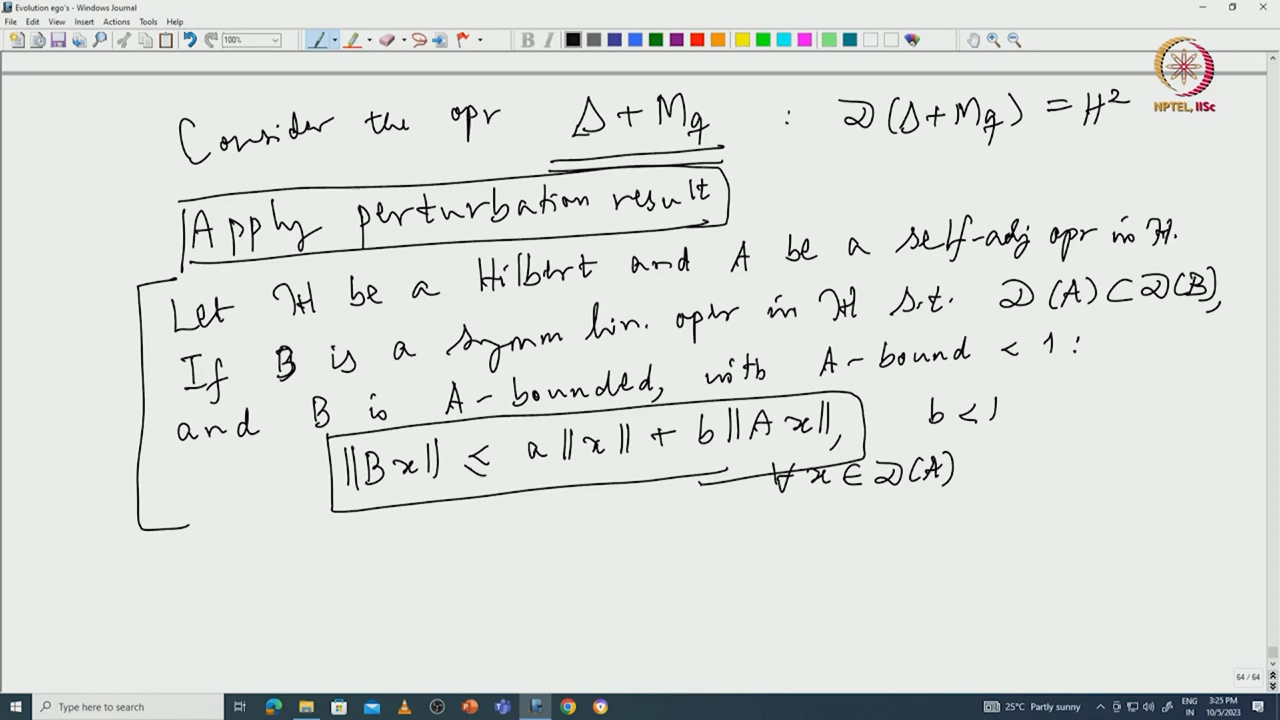 Evolution eqo's - Windows Journal
File Edit View Insert Actions Tools Help
100%
NPTEL, IISc
Consider the opr Δ + M_q : D(Δ+M_q) = H²
Apply perturbation result
Let H be a Hilbert and A be a self-adj opr in H.
If B is a symm lin. oper in H s.t. D(A) ⊂ D(B),
and B is A-bounded, with A-bound < 1 :
||Bx|| ≤ a||x|| + b||Ax||, b < 1
∀ x ∈ D(A)
64 / 64
Type here to search
25°C Partly sunny
ENG
IN
3:25 PM
10/5/2023